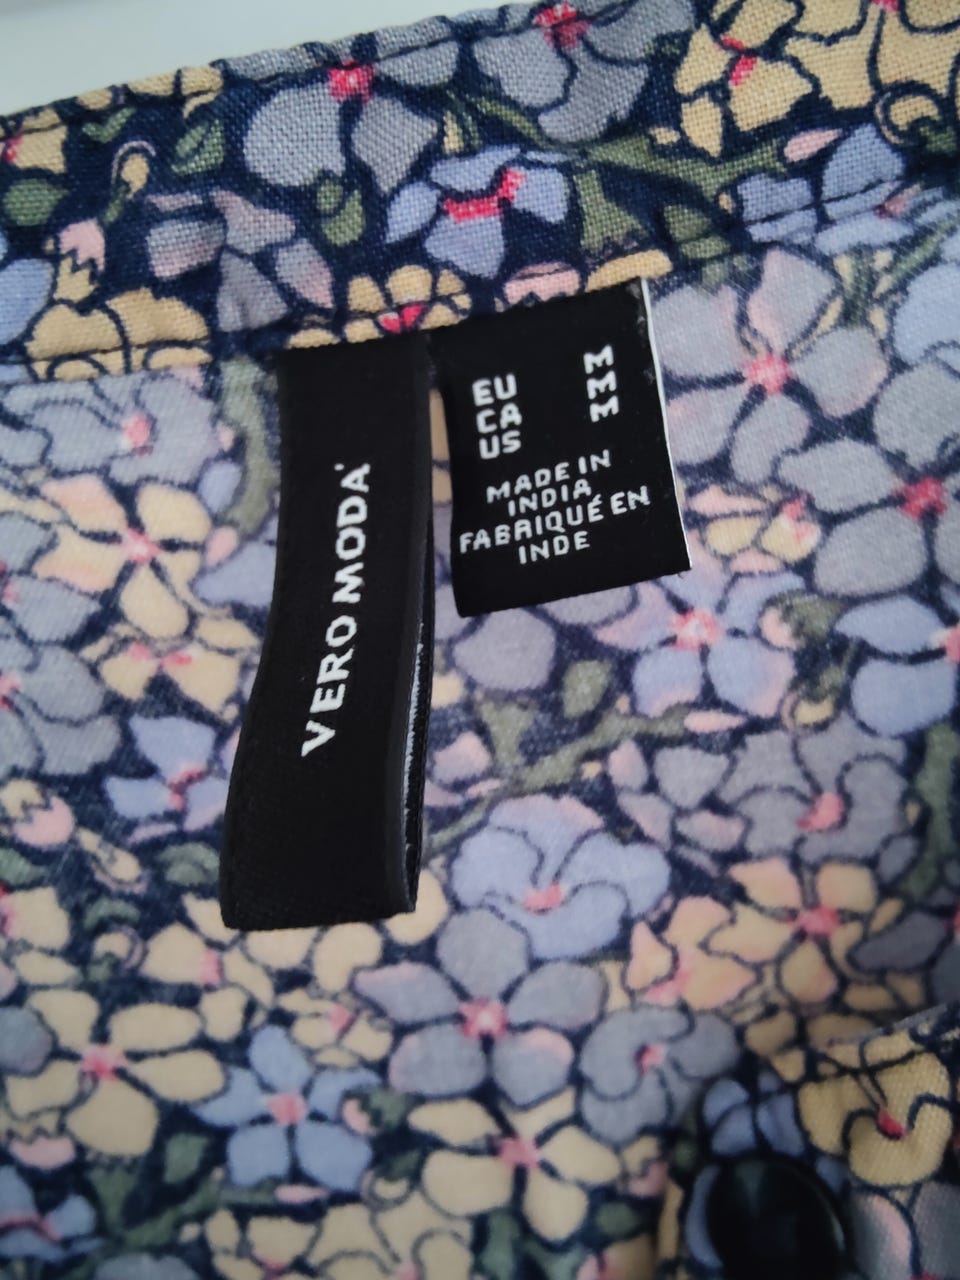 VERO MODA
EU M
CA M
US M
MADE IN
INDIA
FABRIQUÉ EN
INDE